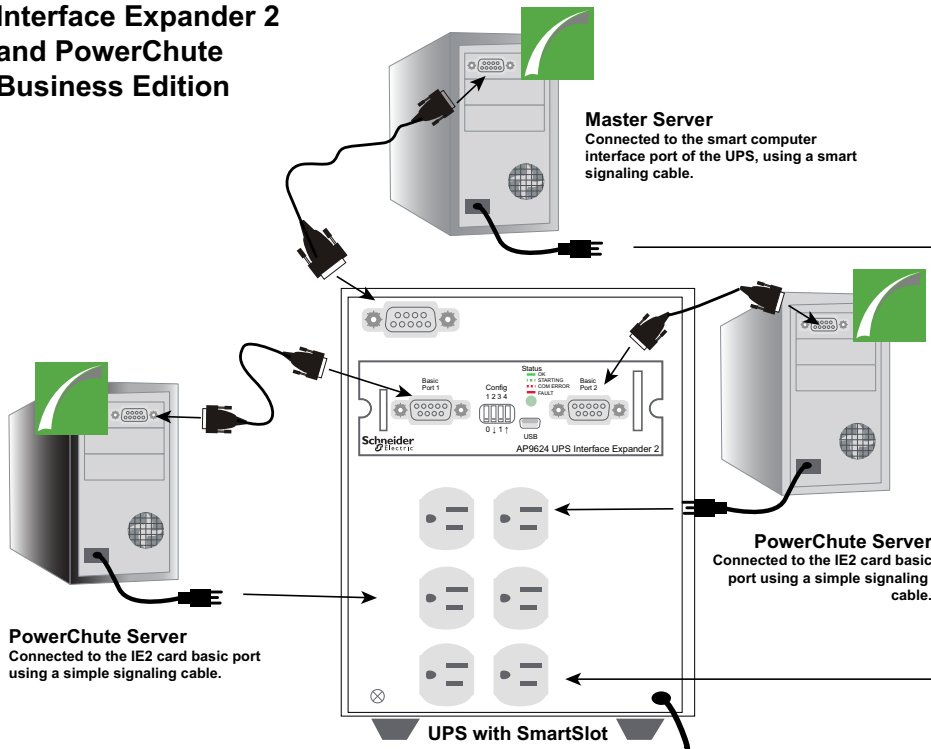 Interface Expander 2
and PowerChute
Business Edition
Master Server
Connected to the smart computer
interface port of the UPS, using a smart
signaling cable.
Status
OK
STARTING
COM ERROR
FAULT
Basic
Port 1
Config
1 2 3 4
0 ↓ 1 ↑
USB
Basic
Port 2
Schneider
Electric
AP9624 UPS Interface Expander 2
PowerChute Server
Connected to the IE2 card basic
port using a simple signaling
cable.
PowerChute Server
Connected to the IE2 card basic port
using a simple signaling cable.
UPS with SmartSlot